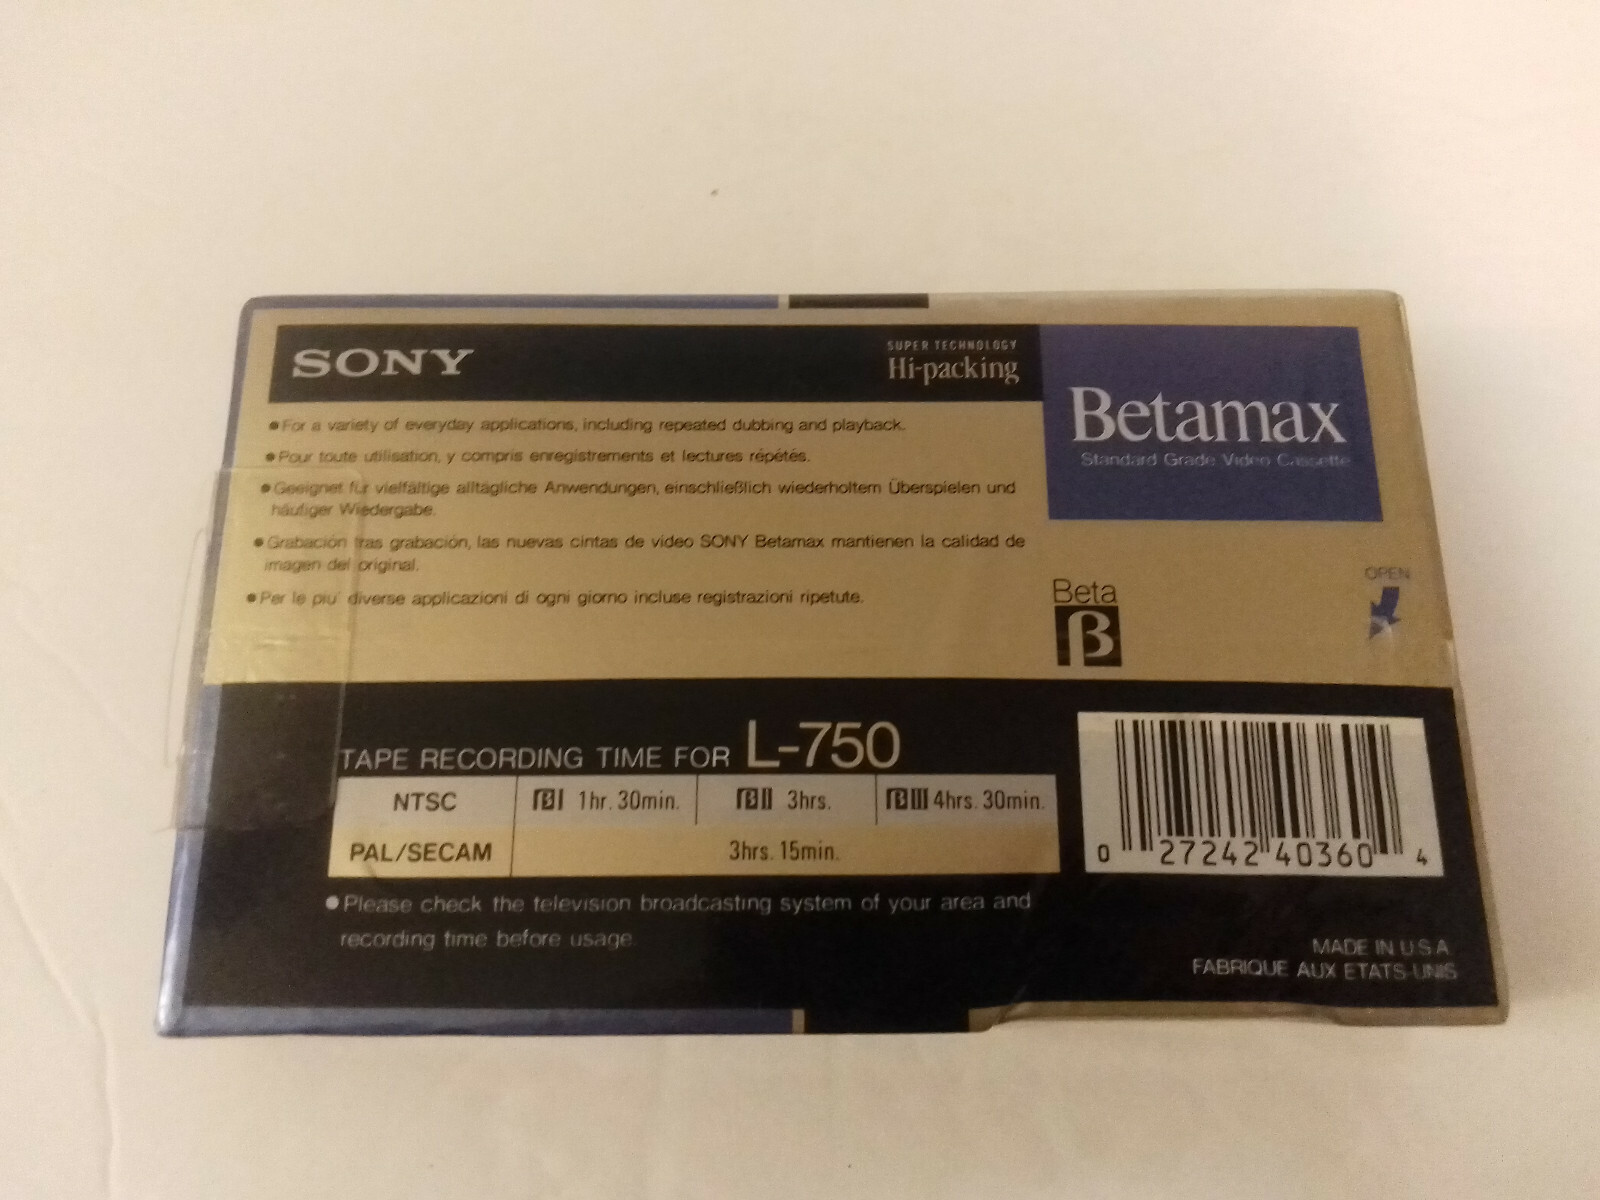 SONY
SUPER TECHNOLOGY
Hi-packing
Betamax
Standard Grade Video Cassette
●For a variety of everyday applications, including repeated dubbing and playback.
●Pour toute utilisation, y compris enregistrements et lectures répétés.
●Geeignet für vielfältige alltägliche Anwendungen, einschließlich wiederholtem Überspielen und
häufiger Wiedergabe.
●Grabación tras grabación, las nuevas cintas de video SONY Betamax mantienen la calidad de
imagen del original.
●Per le piu' diverse applicazioni di ogni giorno incluse registrazioni ripetute.
Beta
β
OPEN
TAPE RECORDING TIME FOR L-750
NTSC βI 1hr. 30min. βII 3hrs. βIII 4hrs. 30min.
PAL/SECAM 3hrs. 15min.
●Please check the television broadcasting system of your area and
recording time before usage.
0 27242 40360 4
MADE IN U.S.A.
FABRIQUE AUX ETATS-UNIS